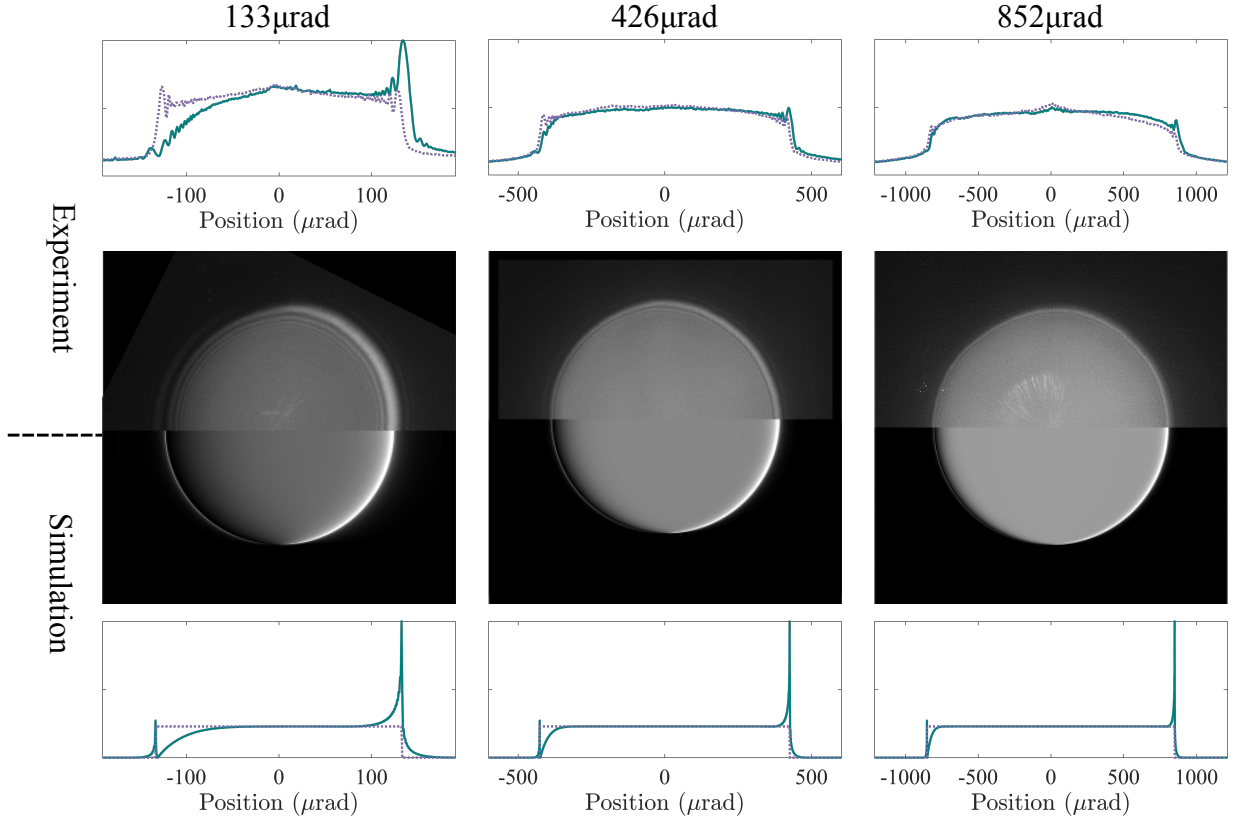 133μrad
426μrad
852μrad
-100 0 100
Position (μrad)
-500 0 500
Position (μrad)
-1000 -500 0 500 1000
Position (μrad)
Experiment
Simulation
-100 0 100
Position (μrad)
-500 0 500
Position (μrad)
-1000 -500 0 500 1000
Position (μrad)